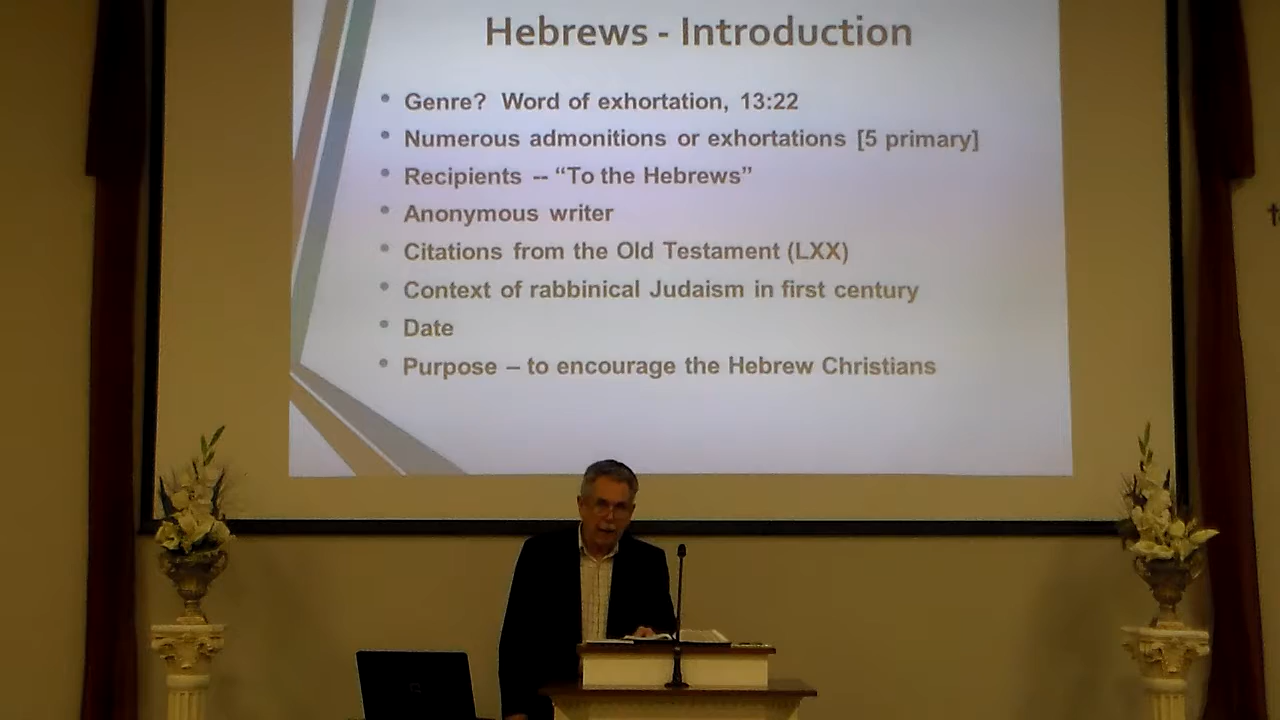 Hebrews - Introduction
• Genre? Word of exhortation, 13:22
• Numerous admonitions or exhortations [5 primary]
• Recipients -- “To the Hebrews”
• Anonymous writer
• Citations from the Old Testament (LXX)
• Context of rabbinical Judaism in first century
• Date
• Purpose – to encourage the Hebrew Christians